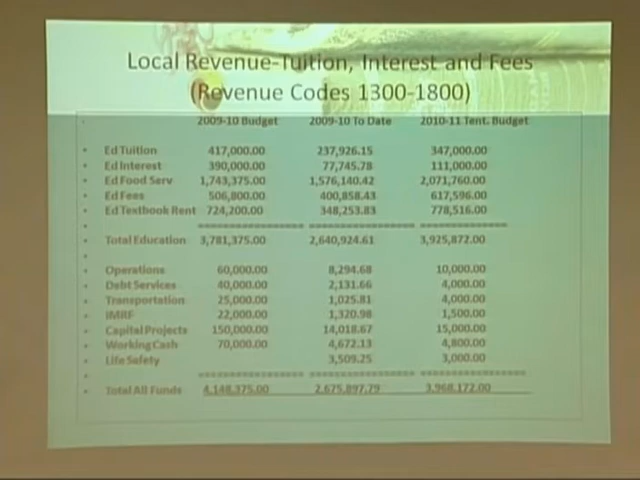 Local Revenue-Tuition, Interest and Fees
(Revenue Codes 1300-1800)
2009-10 Budget 2009-10 To Date 2010-11 Tent. Budget
Ed Tuition 417,000.00 237,926.15 347,000.00
Ed Interest 390,000.00 77,745.78 111,000.00
Ed Food Serv 1,743,375.00 1,576,140.42 2,071,760.00
Ed Fees 506,800.00 400,858.43 617,596.00
Ed Textbook Rent 724,200.00 348,253.83 778,516.00
Total Education 3,781,375.00 2,640,924.61 3,925,872.00
Operations 60,000.00 8,294.68 10,000.00
Debt Services 40,000.00 2,131.66 4,000.00
Transportation 25,000.00 1,025.81 4,000.00
IMRF 22,000.00 1,320.98 1,500.00
Capital Projects 150,000.00 14,018.67 15,000.00
Working Cash 70,000.00 4,672.13 4,800.00
Life Safety 3,509.25 3,000.00
Total All Funds 4,148,375.00 2,675,897.79 3,968,172.00